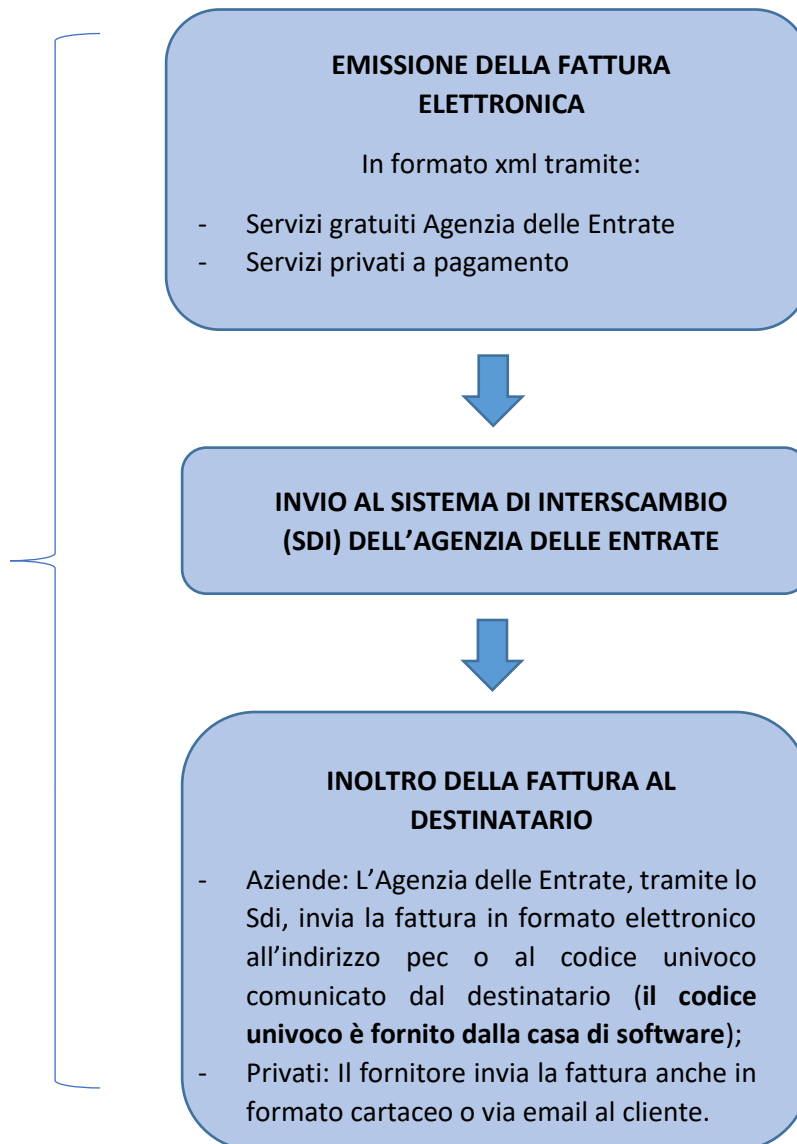 EMISSIONE DELLA FATTURA
ELETTRONICA
In formato xml tramite:
- Servizi gratuiti Agenzia delle Entrate
- Servizi privati a pagamento
INVIO AL SISTEMA DI INTERSCAMBIO
(SDI) DELL’AGENZIA DELLE ENTRATE
INOLTRO DELLA FATTURA AL
DESTINATARIO
- Aziende: L’Agenzia delle Entrate, tramite lo
Sdi, invia la fattura in formato elettronico
all’indirizzo pec o al codice univoco
comunicato dal destinatario (il codice
univoco è fornito dalla casa di software);
- Privati: Il fornitore invia la fattura anche in
formato cartaceo o via email al cliente.